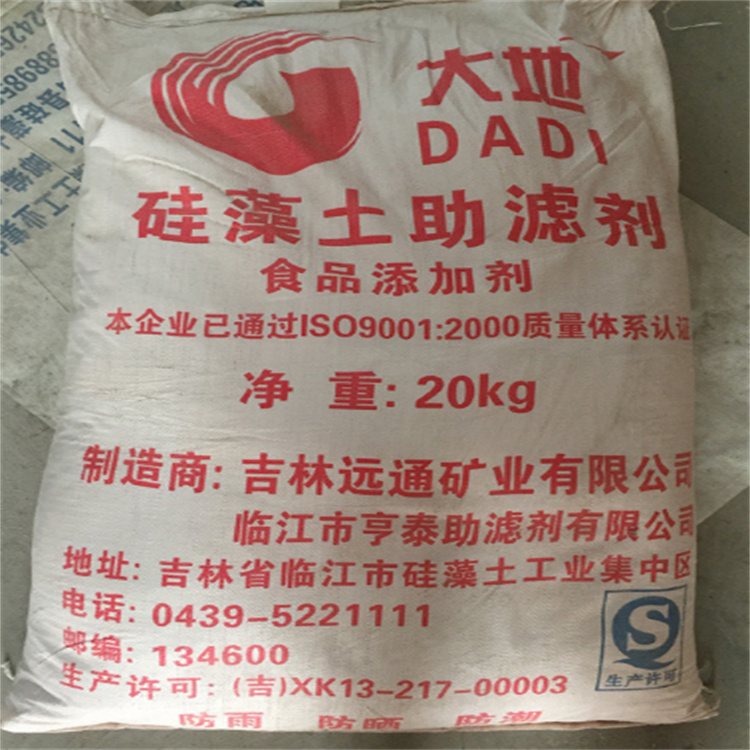 大地
DADI
硅藻土助滤剂
食品添加剂
本企业已通过ISO9001:2000质量体系认证
净 重: 20kg
制造商: 吉林远通矿业有限公司
临江市亨泰助滤剂有限公司
地址: 吉林省临江市硅藻土工业集中区
电话: 0439-5221111
邮编: 134600
生产许可: (吉)XK13-217-00003
生产许可
防雨 防晒 防潮